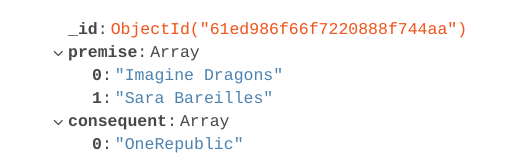 _id: ObjectId("61ed986f66f7220888f744aa")
premise: Array
0: "Imagine Dragons"
1: "Sara Bareilles"
consequent: Array
0: "OneRepublic"